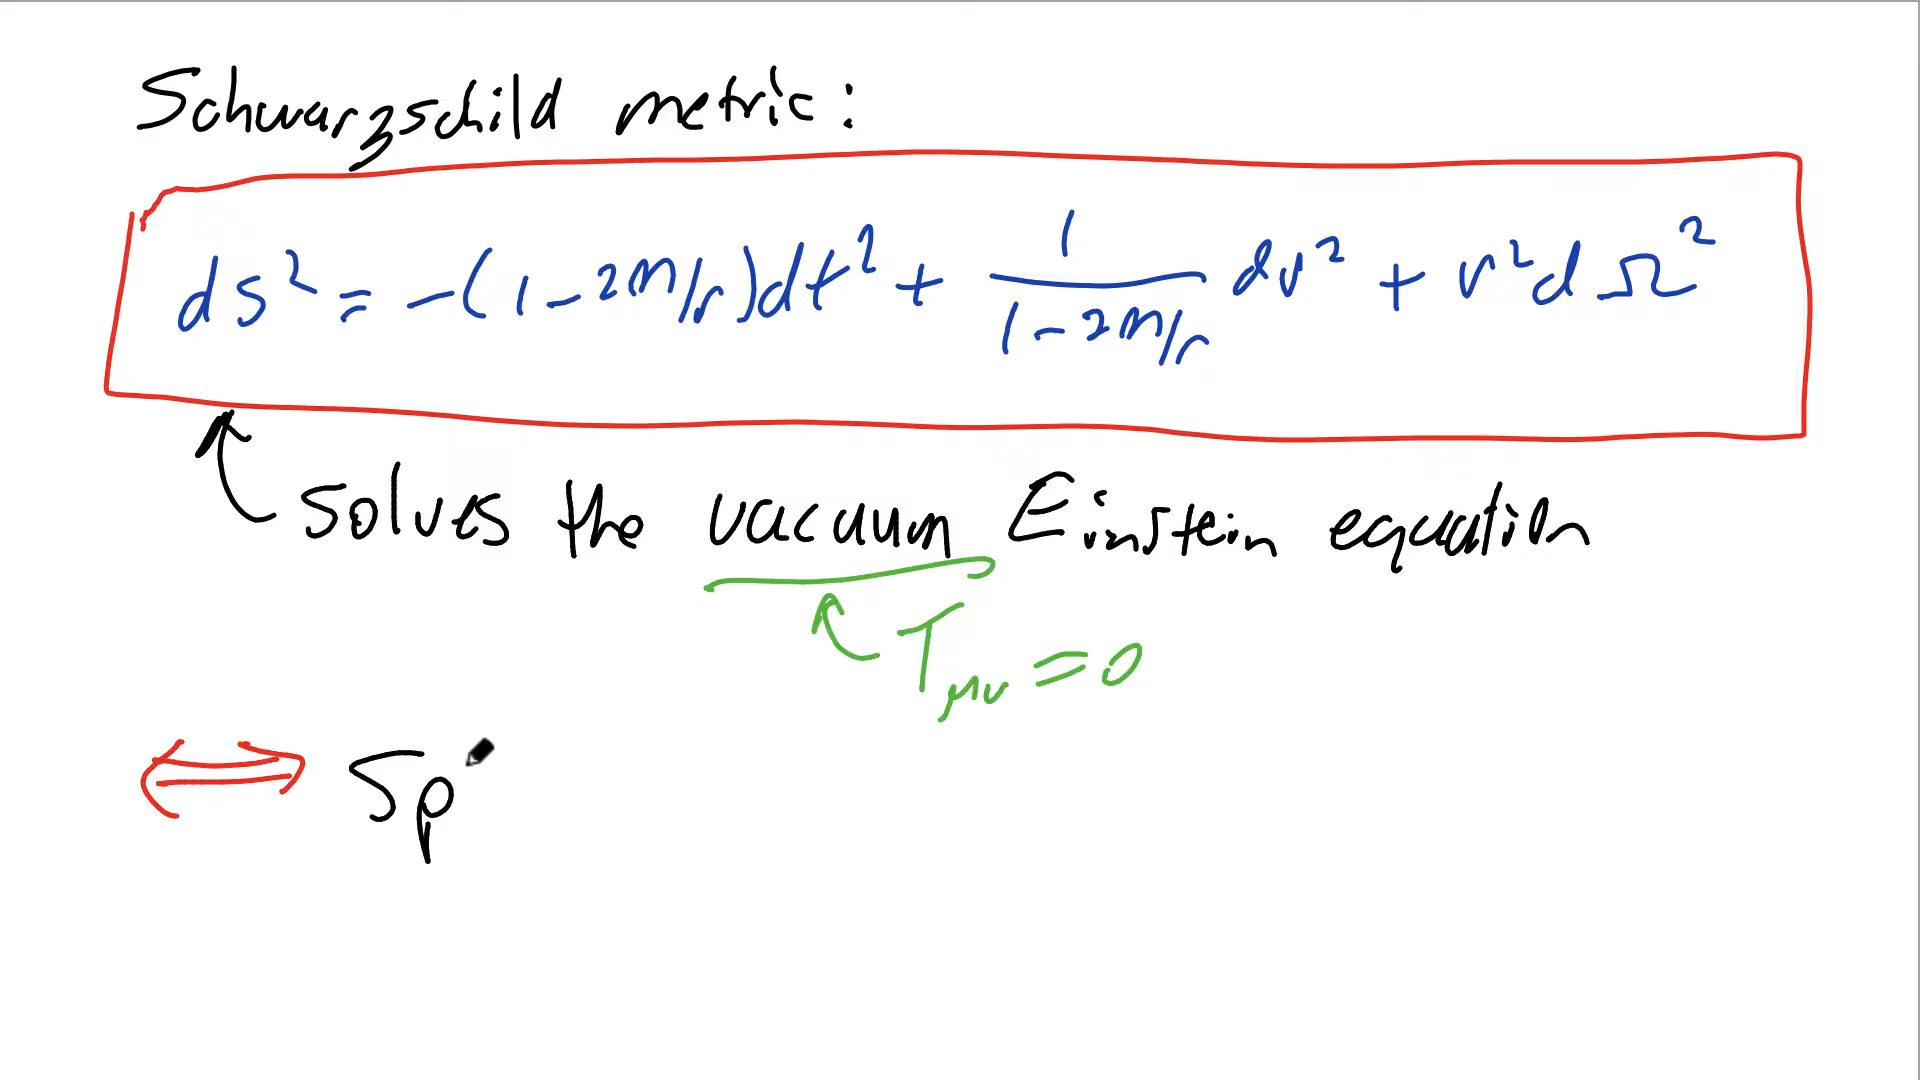 Schwarzschild metric:
ds² = -(1-2M/r)dt² + 1/(1-2M/r) dr² + r²dΩ²
solves the vacuum Einstein equation
Tμν = 0
⟺ Sp